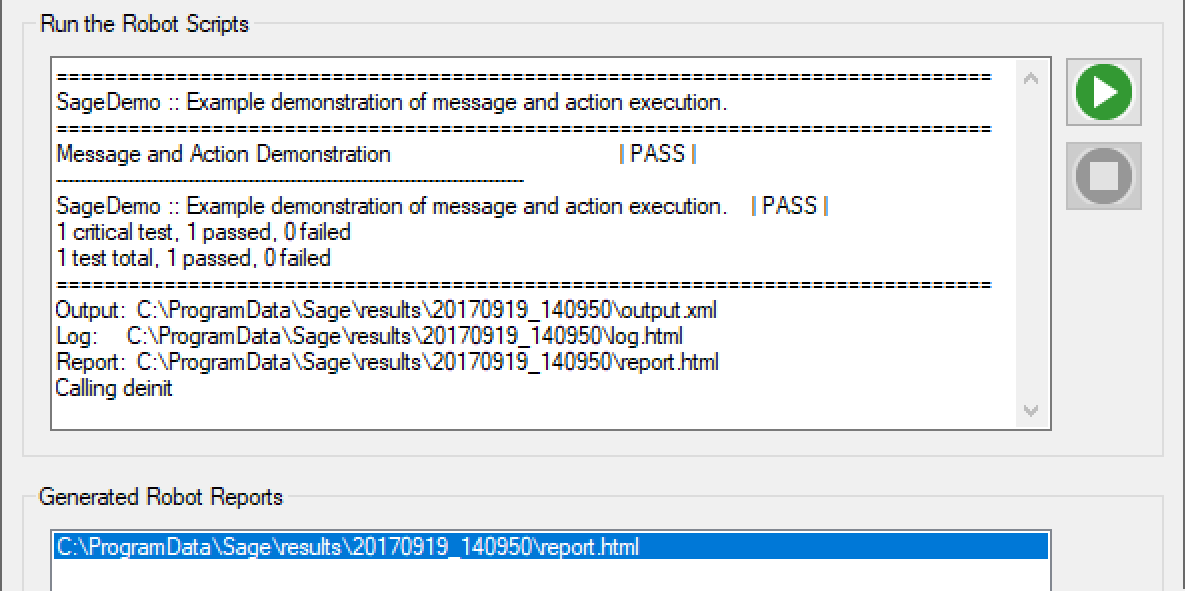 Run the Robot Scripts
==============================================================================
SageDemo :: Example demonstration of message and action execution.
==============================================================================
Message and Action Demonstration | PASS |
------------------------------------------------------------------------------
SageDemo :: Example demonstration of message and action execution. | PASS |
1 critical test, 1 passed, 0 failed
1 test total, 1 passed, 0 failed
==============================================================================
Output: C:\ProgramData\Sage\results\20170919_140950\output.xml
Log: C:\ProgramData\Sage\results\20170919_140950\log.html
Report: C:\ProgramData\Sage\results\20170919_140950\report.html
Calling deinit
Generated Robot Reports
C:\ProgramData\Sage\results\20170919_140950\report.html